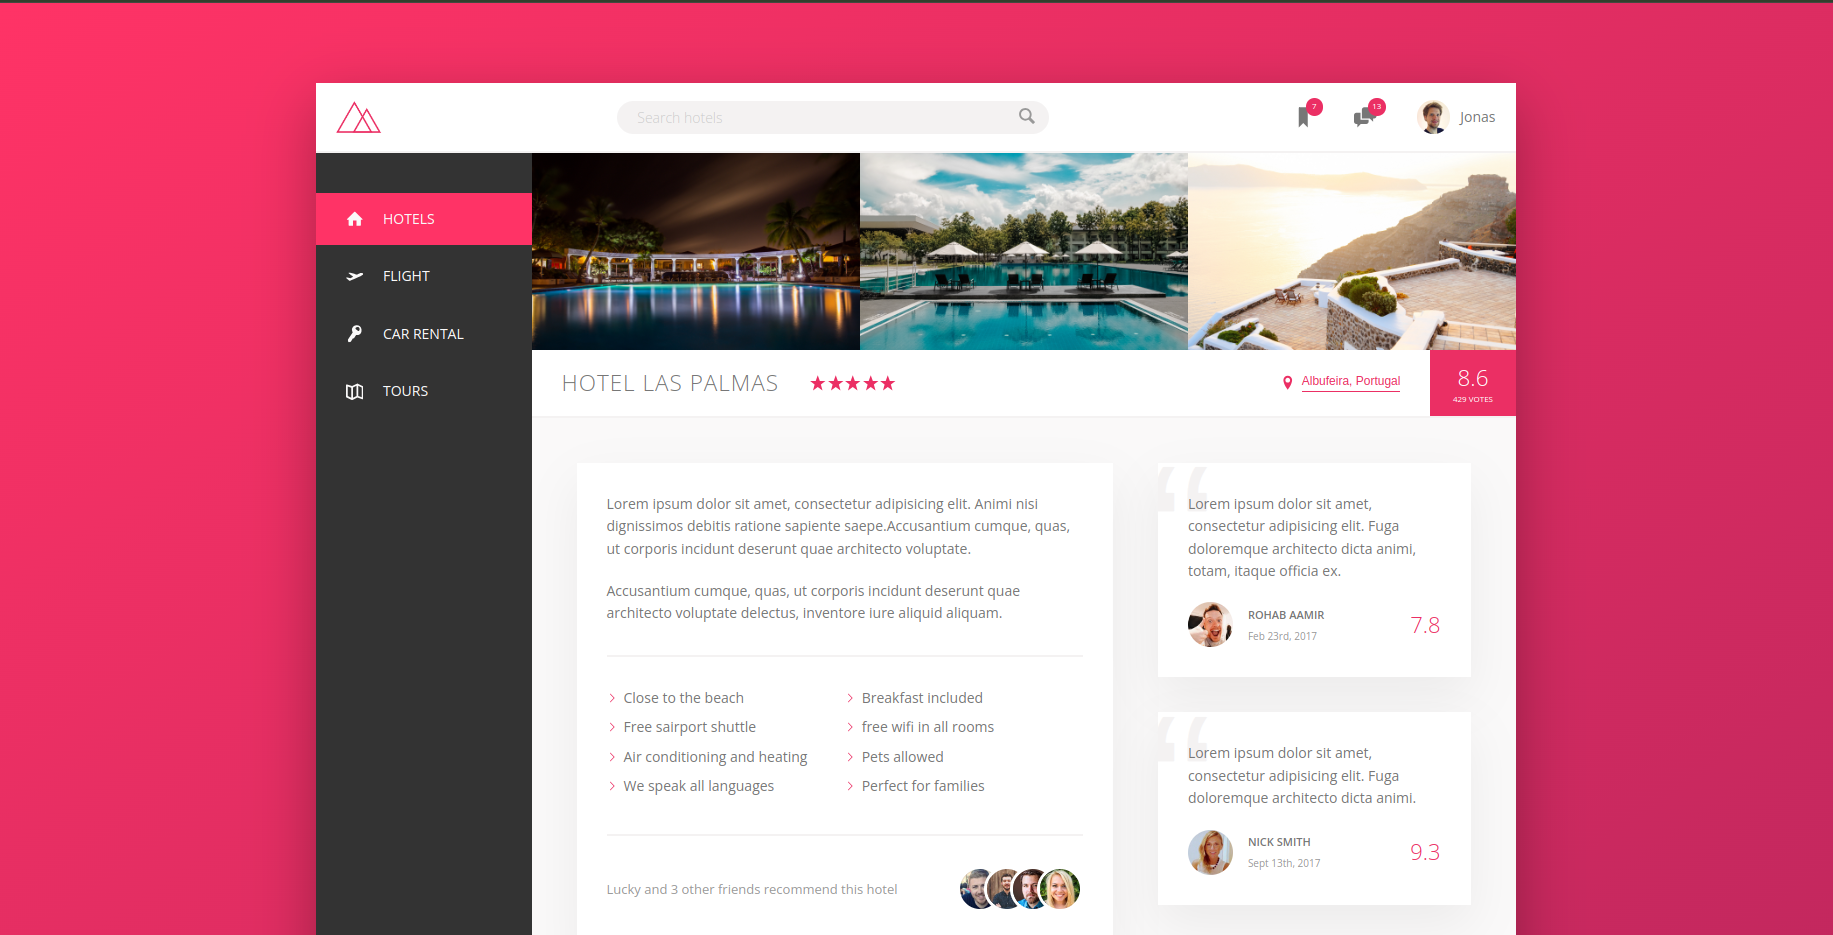 Search hotels
7
13
Jonas
HOTELS
FLIGHT
CAR RENTAL
TOURS
HOTEL LAS PALMAS
Albufeira, Portugal
8.6
429 VOTES
Lorem ipsum dolor sit amet, consectetur adipisicing elit. Animi nisi
dignissimos debitis ratione sapiente saepe.Accusantium cumque, quas,
ut corporis incidunt deserunt quae architecto voluptate.
Accusantium cumque, quas, ut corporis incidunt deserunt quae
architecto voluptate delectus, inventore iure aliquid aliquam.
Close to the beach
Free sairport shuttle
Air conditioning and heating
We speak all languages
Breakfast included
free wifi in all rooms
Pets allowed
Perfect for families
Lucky and 3 other friends recommend this hotel
“
Lorem ipsum dolor sit amet,
consectetur adipisicing elit. Fuga
doloremque architecto dicta animi,
totam, itaque officia ex.
ROHAB AAMIR
Feb 23rd, 2017
7.8
“
Lorem ipsum dolor sit amet,
consectetur adipisicing elit. Fuga
doloremque architecto dicta animi.
NICK SMITH
Sept 13th, 2017
9.3